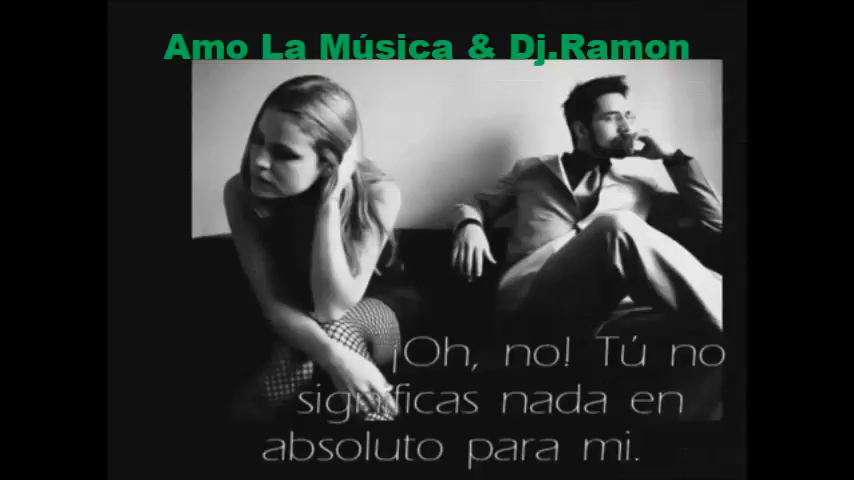 Amo La Música & Dj.Ramon
¡Oh, no! Tú no
significas nada en
absoluto para mi.